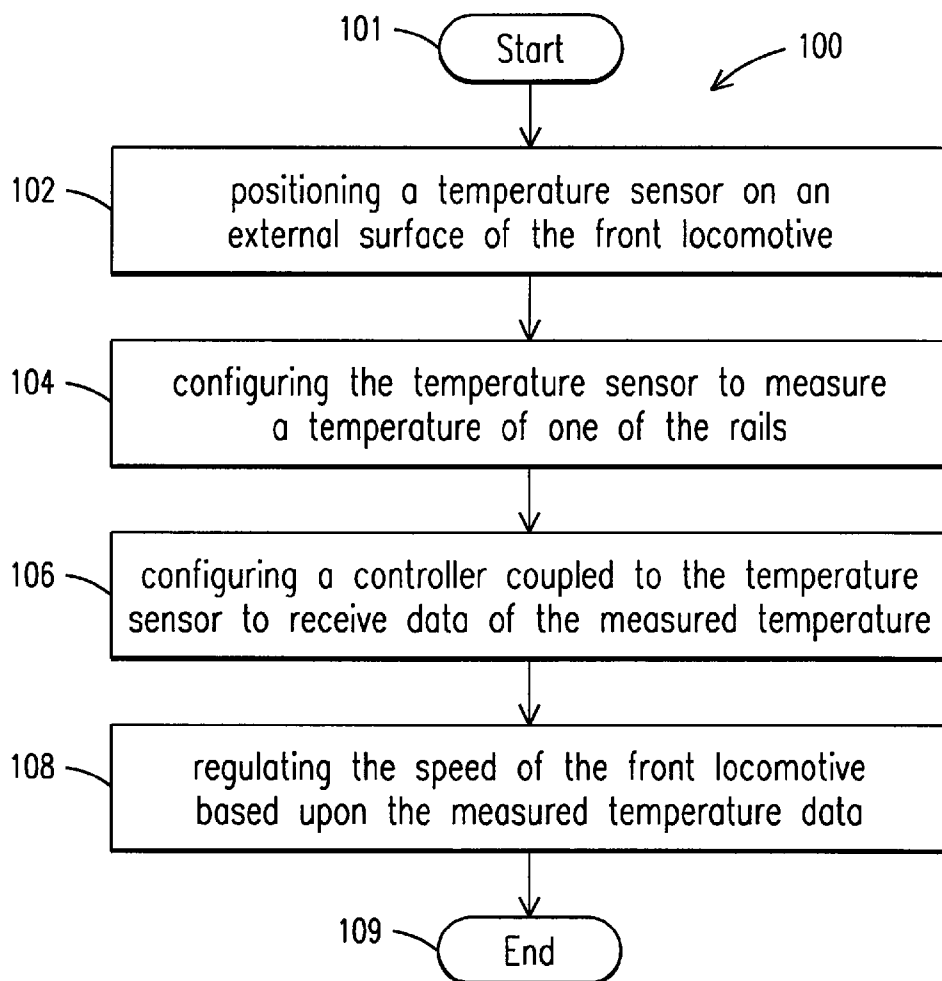 101
Start
100
102
positioning a temperature sensor on an
external surface of the front locomotive
104
configuring the temperature sensor to measure
a temperature of one of the rails
106
configuring a controller coupled to the temperature
sensor to receive data of the measured temperature
108
regulating the speed of the front locomotive
based upon the measured temperature data
109
End